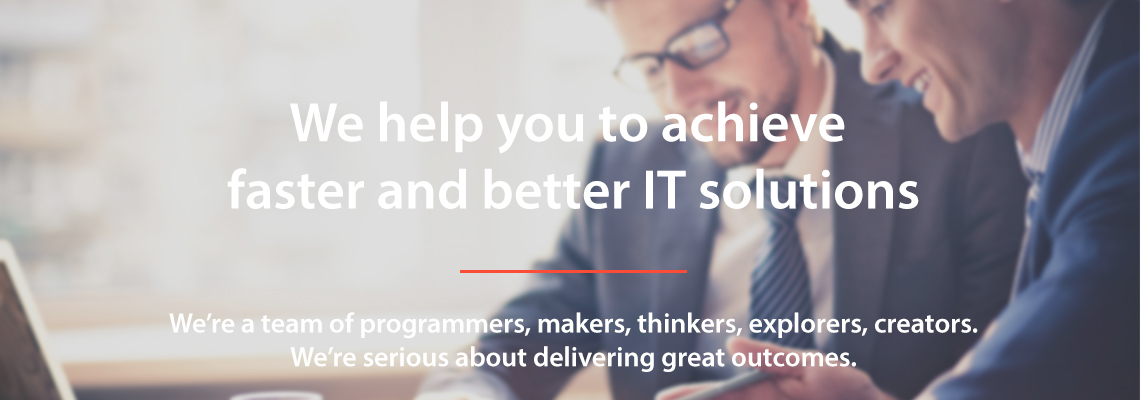 We help you to achieve
faster and better IT solutions
We're a team of programmers, makers, thinkers, explorers, creators.
We're serious about delivering great outcomes.